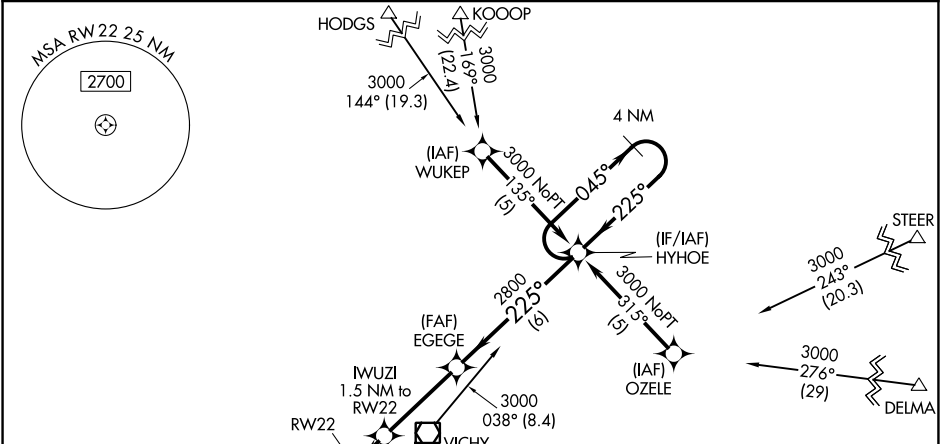 MSA RW22 25 NM
2700
HODGS
KOOOP
3000
144° (19.3)
3000
169°
(22.4)
4 NM
(IAF)
WUKEP
3000 NoPT
135°
(5)
045°
225°
(IF/IAF)
HYHOE
STEER
3000
243°
(20.3)
2800
225°
(6)
3000 NoPT
315°
(5)
(FAF)
EGEGE
(IAF)
OZELE
3000
276°
(29)
DELMA
IWUZI
1.5 NM to
RW22
3000
038° (8.4)
RW22
VICHY